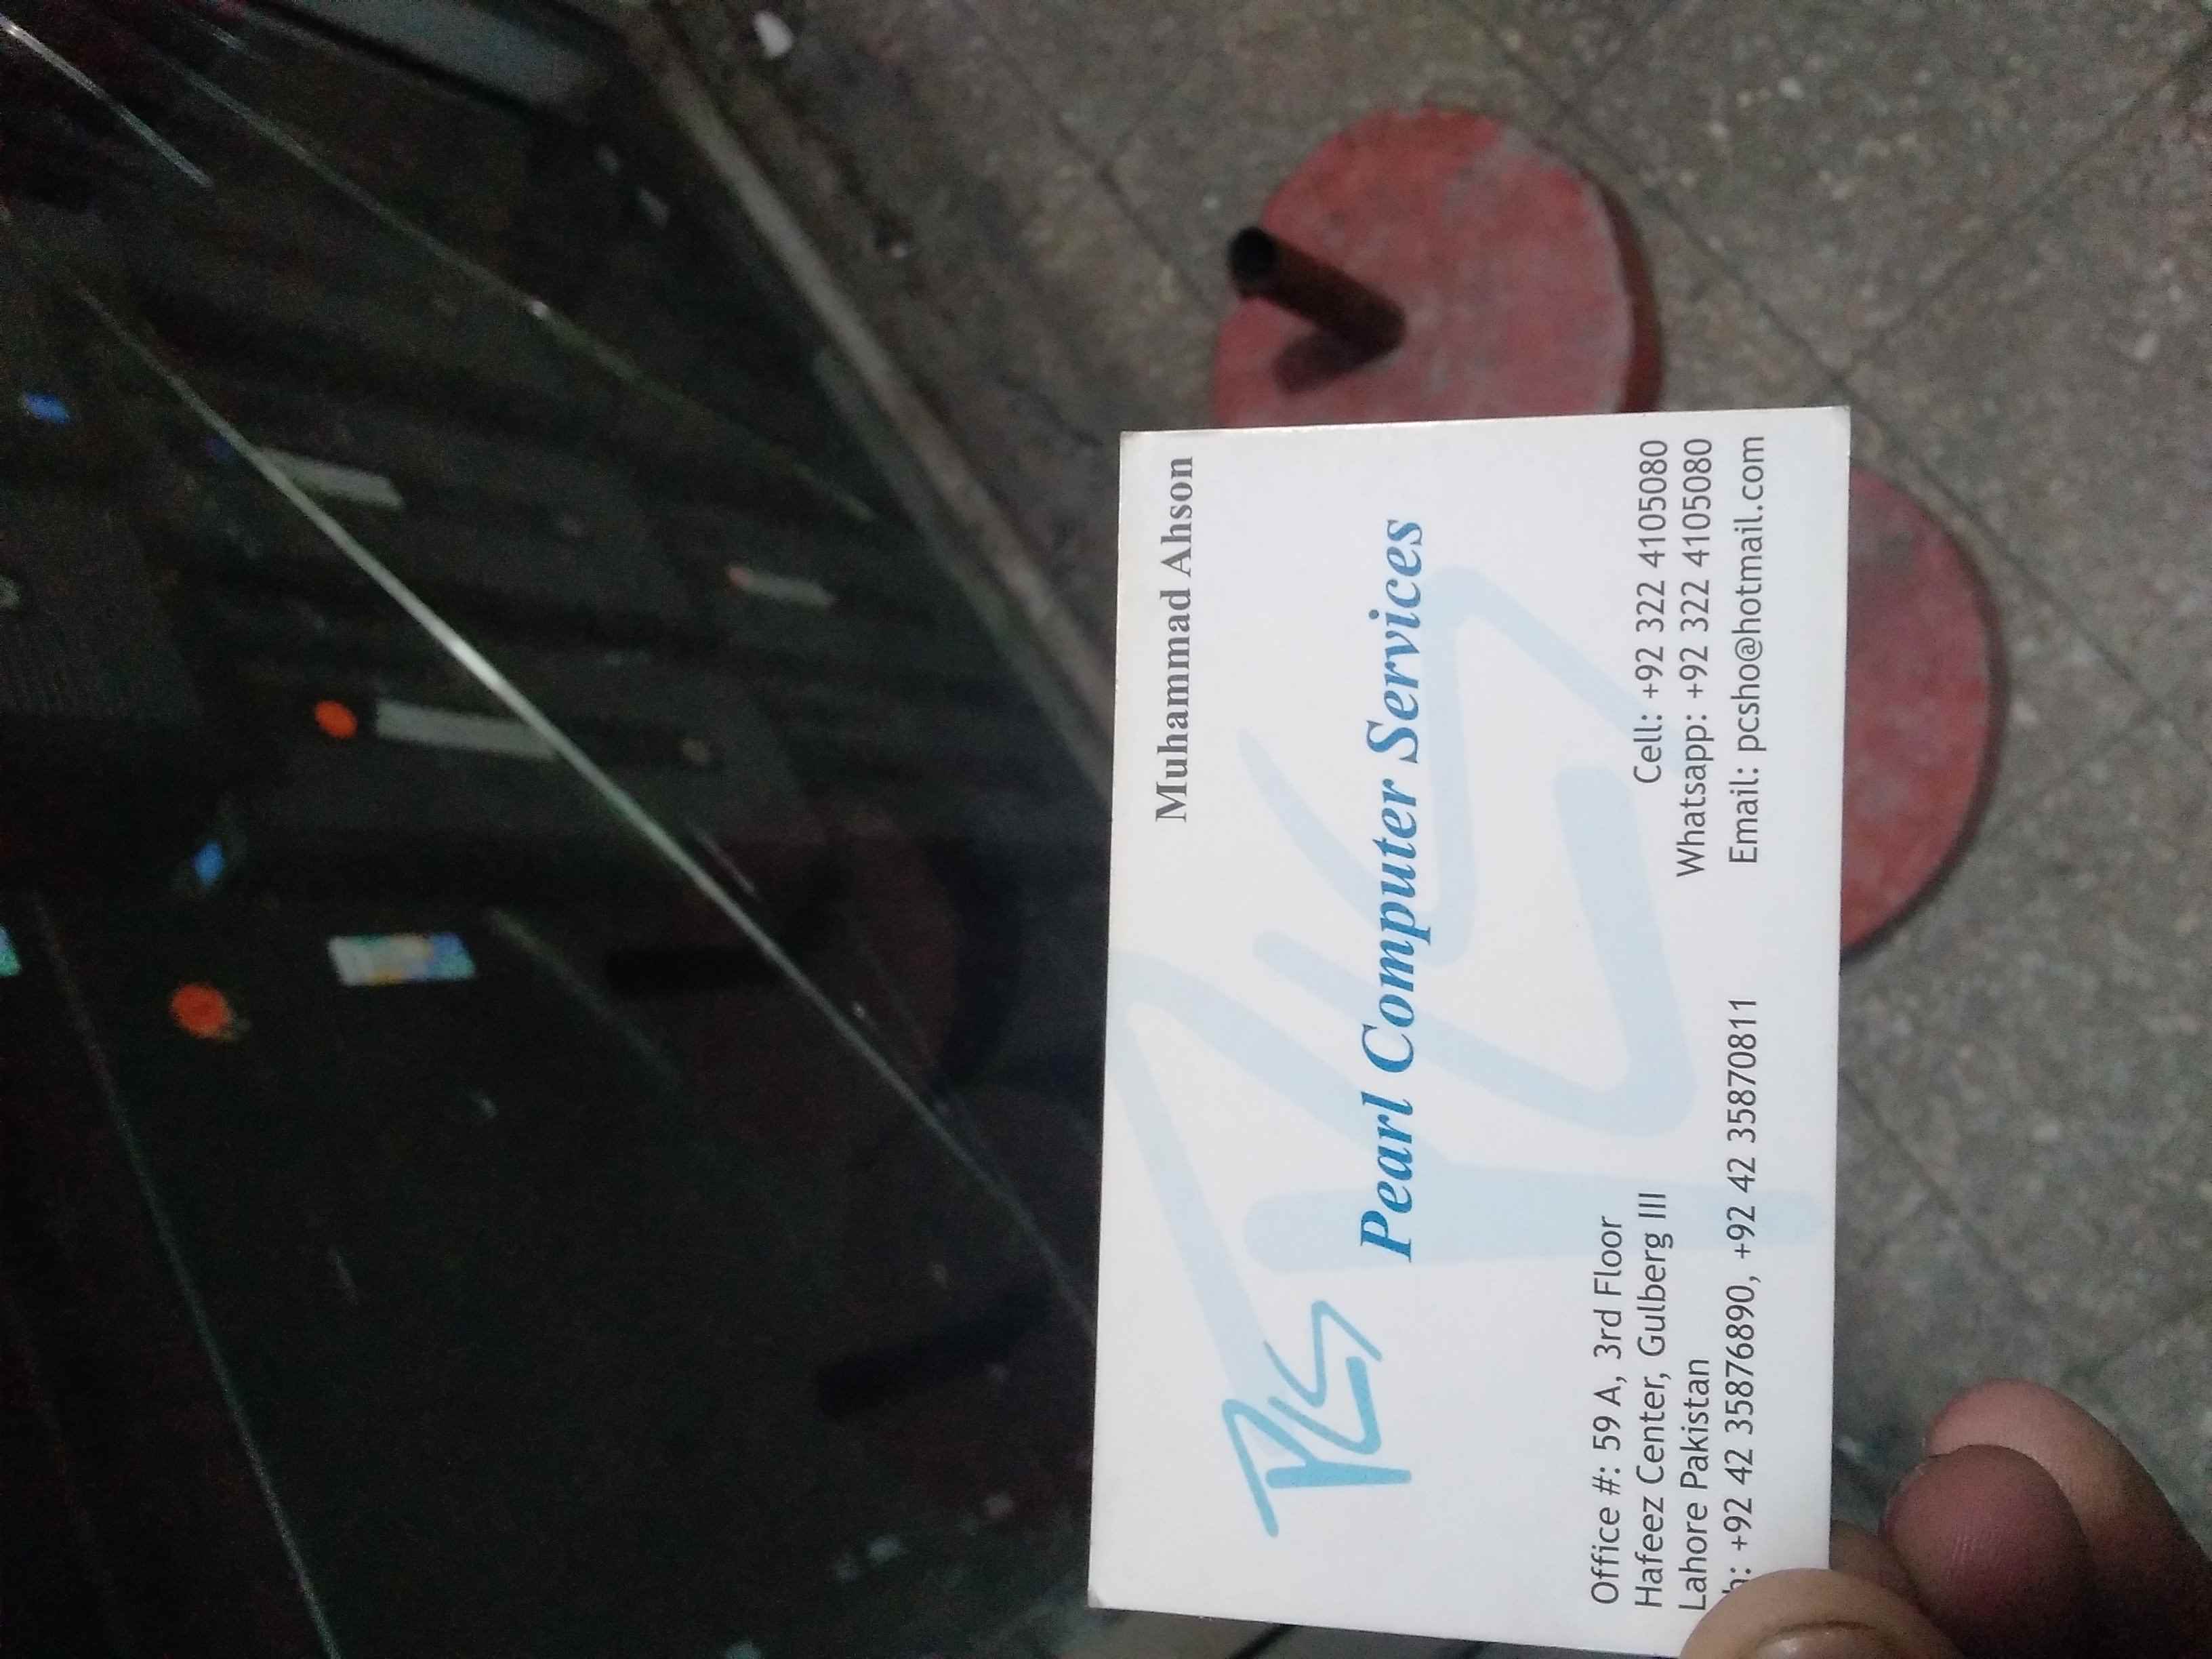 Muhammad Ahson
PCS
Pearl Computer Services
Office #: 59 A, 3rd Floor
Hafeez Center, Gulberg III
Lahore Pakistan
+92 42 35876890, +92 42 35870811
Cell: +92 322 4105080
Whatsapp: +92 322 4105080
Email: pcsho@hotmail.com